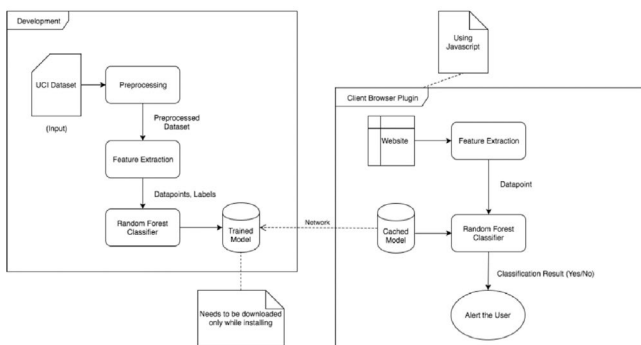 Development
UCI Dataset
(Input)
Preprocessing
Preprocessed
Dataset
Feature Extraction
Datapoints, Labels
Random Forest
Classifier
Trained
Model
Needs to be downloaded
only while installing
Network
Using
Javascript
Client Browser Plugin
Website
Feature Extraction
Datapoint
Cached
Model
Random Forest
Classifier
Classification Result (Yes/No)
Alert the User